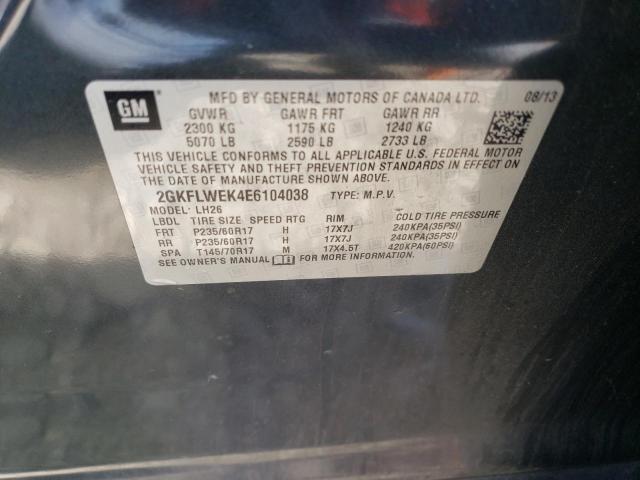 GM
MFD BY GENERAL MOTORS OF CANADA LTD. 08/13
GVWR GAWR FRT GAWR RR
2300 KG 1175 KG 1240 KG
5070 LB 2590 LB 2733 LB
THIS VEHICLE CONFORMS TO ALL APPLICABLE U.S. FEDERAL MOTOR
VEHICLE SAFETY AND THEFT PREVENTION STANDARDS IN EFFECT ON
THE DATE OF MANUFACTURE SHOWN ABOVE.
2GKFLWEK4E6104038 TYPE: M.P.V.
MODEL: LH26
LBDL TIRE SIZE SPEED RTG RIM COLD TIRE PRESSURE
FRT P235/60R17 H 17X7J 240KPA(35PSI)
RR P235/60R17 H 17X7J 240KPA(35PSI)
SPA T145/70R17 M 17X4.5T 420KPA(60PSI)
SEE OWNER'S MANUAL FOR MORE INFORMATION.